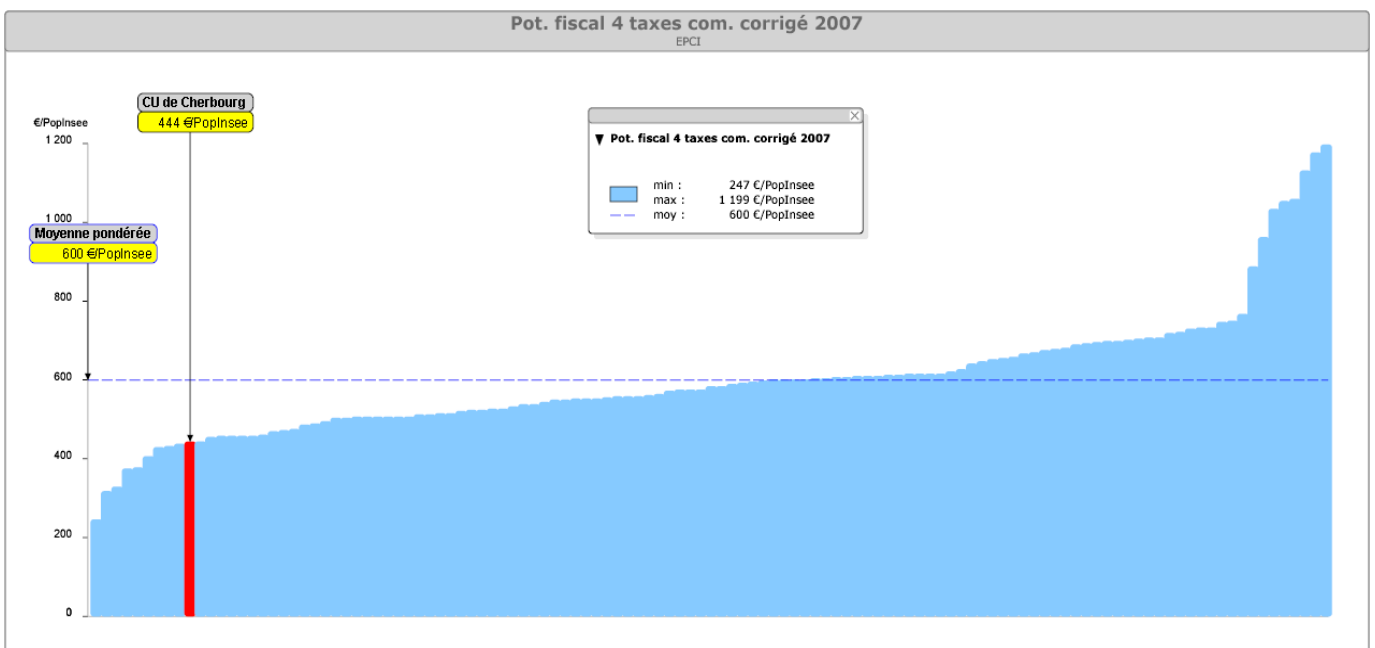 Pot. fiscal 4 taxes com. corrigé 2007
EPCI
CU de Cherbourg
444 €/PopInsee
€/PopInsee
1 200
1 000
Moyenne pondérée
600 €/PopInsee
800
600
400
200
0
Pot. fiscal 4 taxes com. corrigé 2007
min : 247 €/PopInsee
max : 1 199 €/PopInsee
moy : 600 €/PopInsee